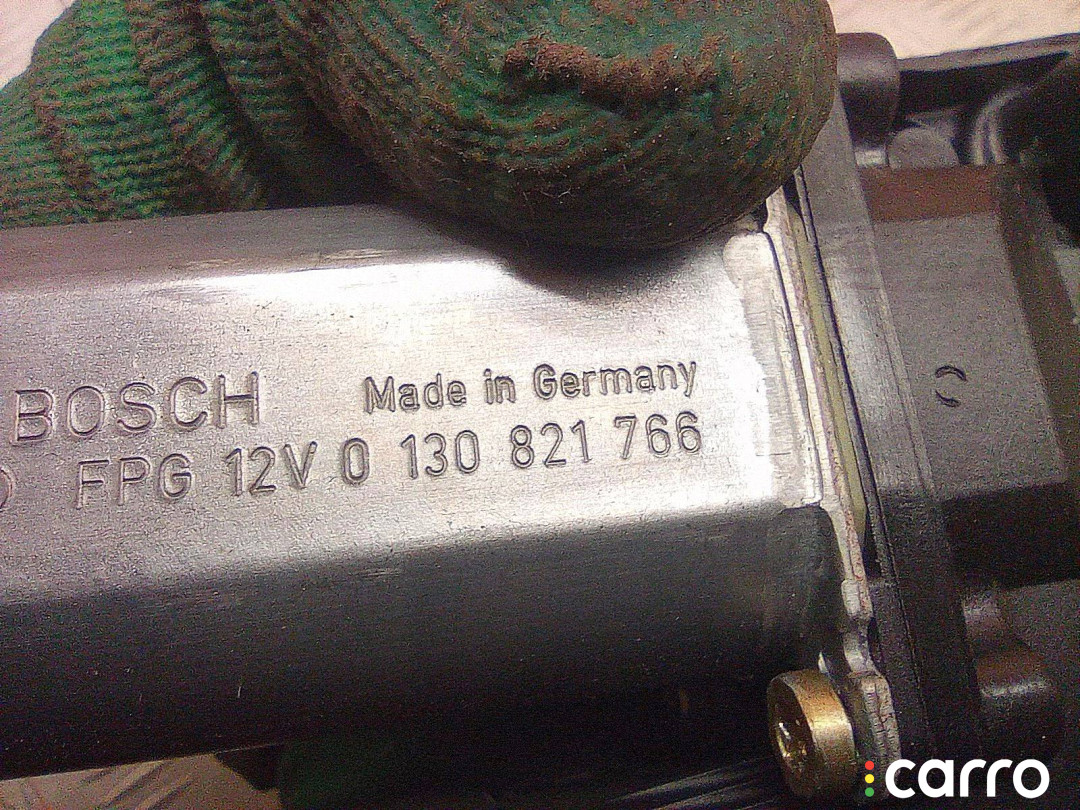 BOSCH Made in Germany
FPG 12V 0 130 821 766
carro